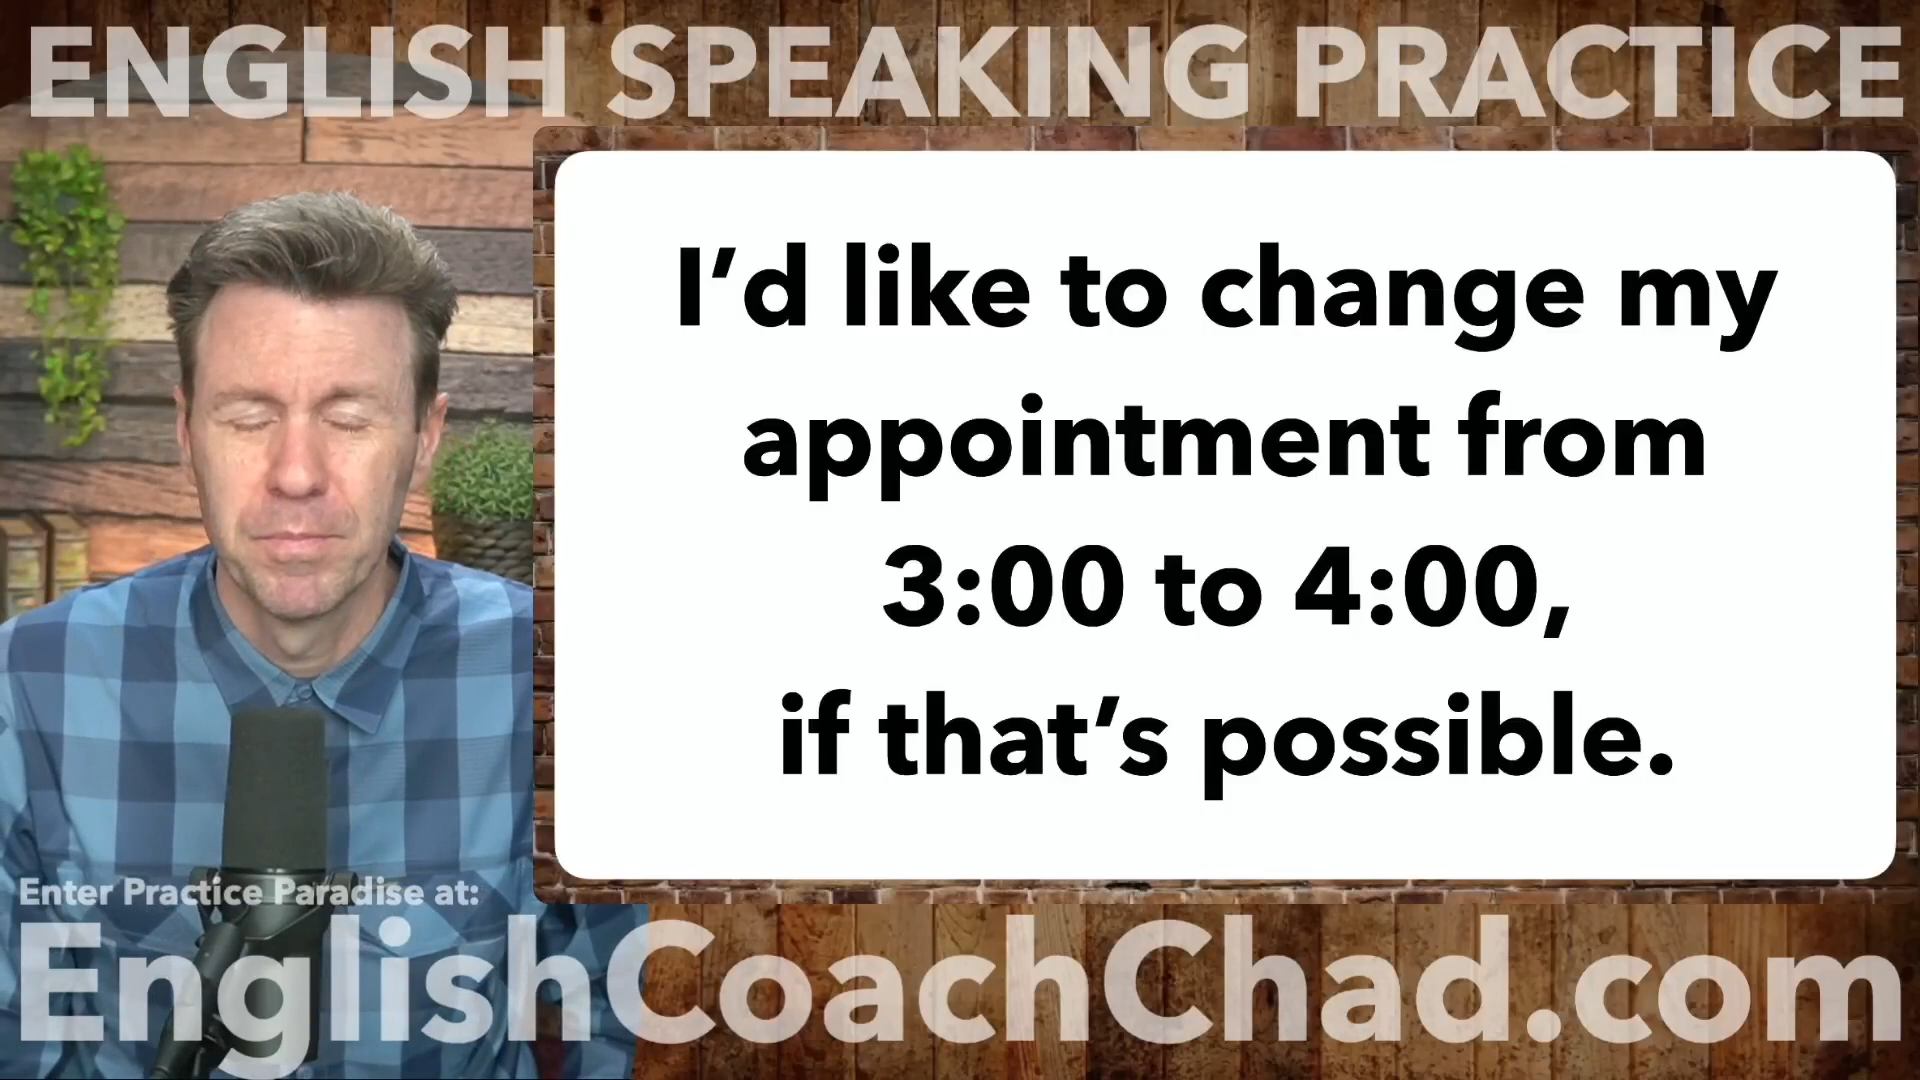 ENGLISH SPEAKING PRACTICE
I’d like to change my
appointment from
3:00 to 4:00,
if that’s possible.
Enter Practice Paradise at:
EnglishCoachChad.com